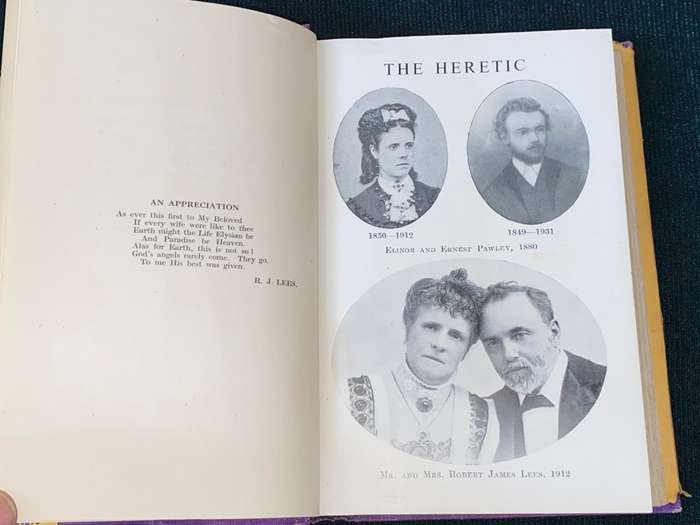 AN APPRECIATION
As ever this first to My Beloved
If every wife were like to thee
Earth might the Life Elysian be
And Paradise be Heaven.
Alas for Earth, this is not so!
God's angels rarely come. They go.
To me His best was given.
R. J. LEES.
THE HERETIC
1850—1912
1849—1931
ELINOR AND ERNEST PAWLEY, 1880
MR. AND MRS. ROBERT JAMES LEES, 1912